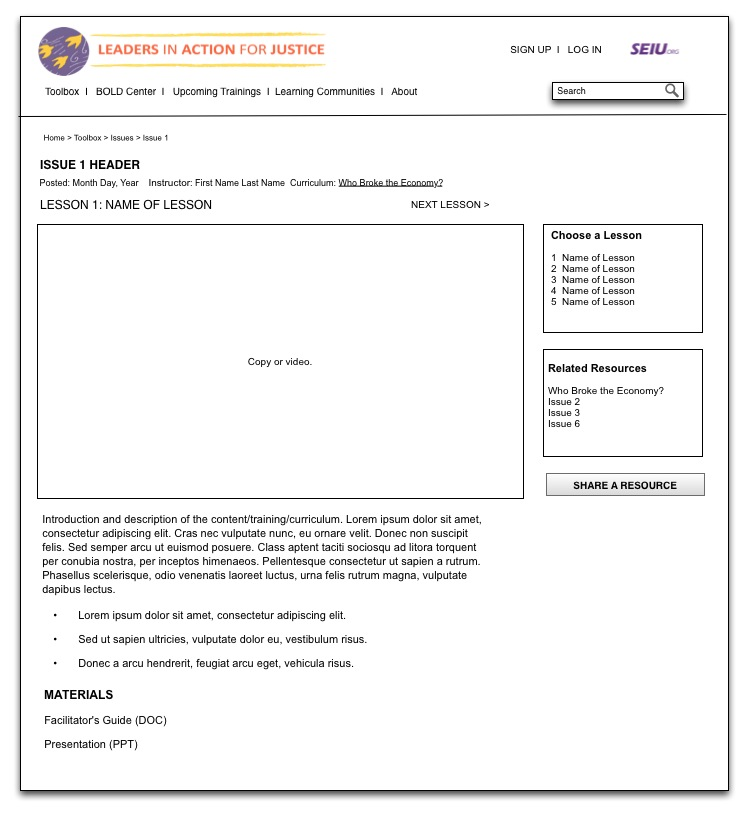 LEADERS IN ACTION FOR JUSTICE
SIGN UP I LOG IN
SEIU.ORG
Toolbox I BOLD Center I Upcoming Trainings I Learning Communities I About
Search
Home > Toolbox > Issues > Issue 1
ISSUE 1 HEADER
Posted: Month Day, Year Instructor: First Name Last Name Curriculum: Who Broke the Economy?
LESSON 1: NAME OF LESSON
NEXT LESSON >
Copy or video.
Choose a Lesson
1 Name of Lesson
2 Name of Lesson
3 Name of Lesson
4 Name of Lesson
5 Name of Lesson
Related Resources
Who Broke the Economy?
Issue 2
Issue 3
Issue 6
SHARE A RESOURCE
Introduction and description of the content/training/curriculum. Lorem ipsum dolor sit amet,
consectetur adipiscing elit. Cras nec vulputate nunc, eu ornare velit. Donec non suscipit
felis. Sed semper arcu ut euismod posuere. Class aptent taciti sociosqu ad litora torquent
per conubia nostra, per inceptos himenaeos. Pellentesque consectetur ut sapien a rutrum.
Phasellus scelerisque, odio venenatis laoreet luctus, urna felis rutrum magna, vulputate
dapibus lectus.
• Lorem ipsum dolor sit amet, consectetur adipiscing elit.
• Sed ut sapien ultricies, vulputate dolor eu, vestibulum risus.
• Donec a arcu hendrerit, feugiat arcu eget, vehicula risus.
MATERIALS
Facilitator's Guide (DOC)
Presentation (PPT)